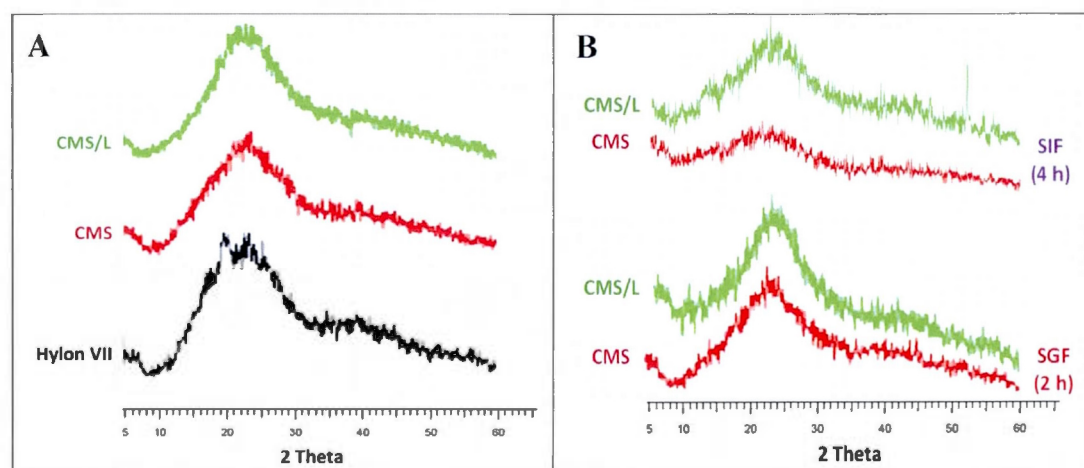 A
CMS/L
CMS
Hylon VII
5 10 20 30 40 50 60
2 Theta
B
CMS/L
CMS
SIF
(4 h)
CMS/L
CMS
SGF
(2 h)
5 10 20 30 40 50 60
2 Theta